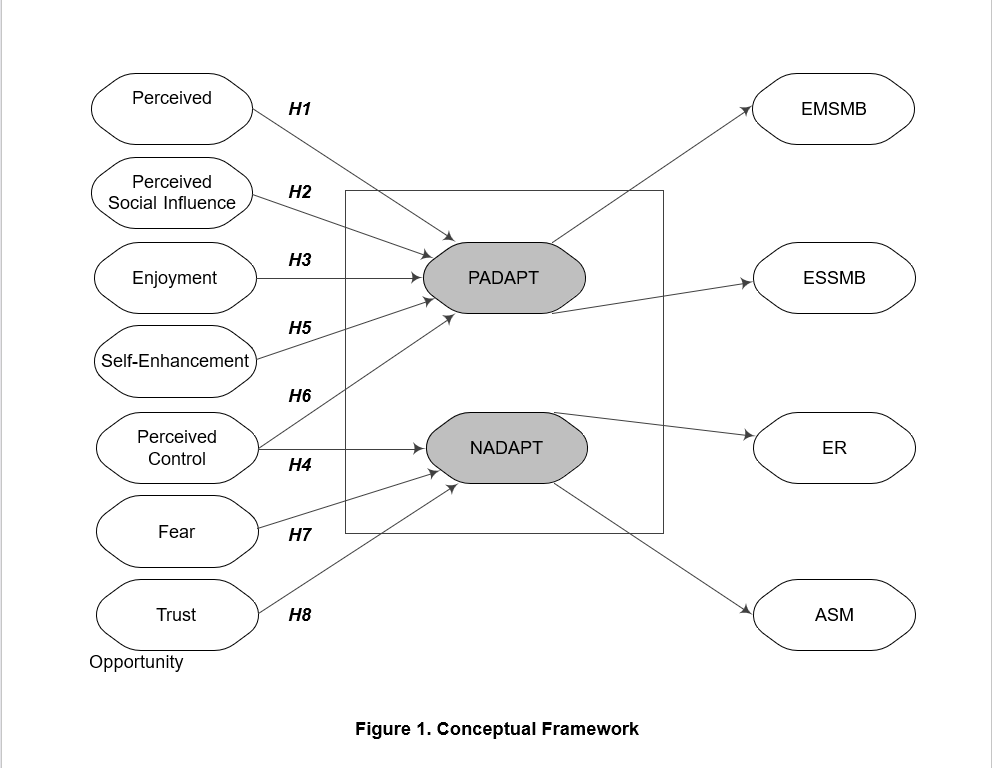 Perceived
H1
EMSMB
Perceived
Social Influence
H2
H3
Enjoyment
PADAPT
ESSMB
H5
Self-Enhancement
H6
Perceived
Control
H4
NADAPT
ER
Fear
H7
Trust
H8
ASM
Opportunity
Figure 1. Conceptual Framework